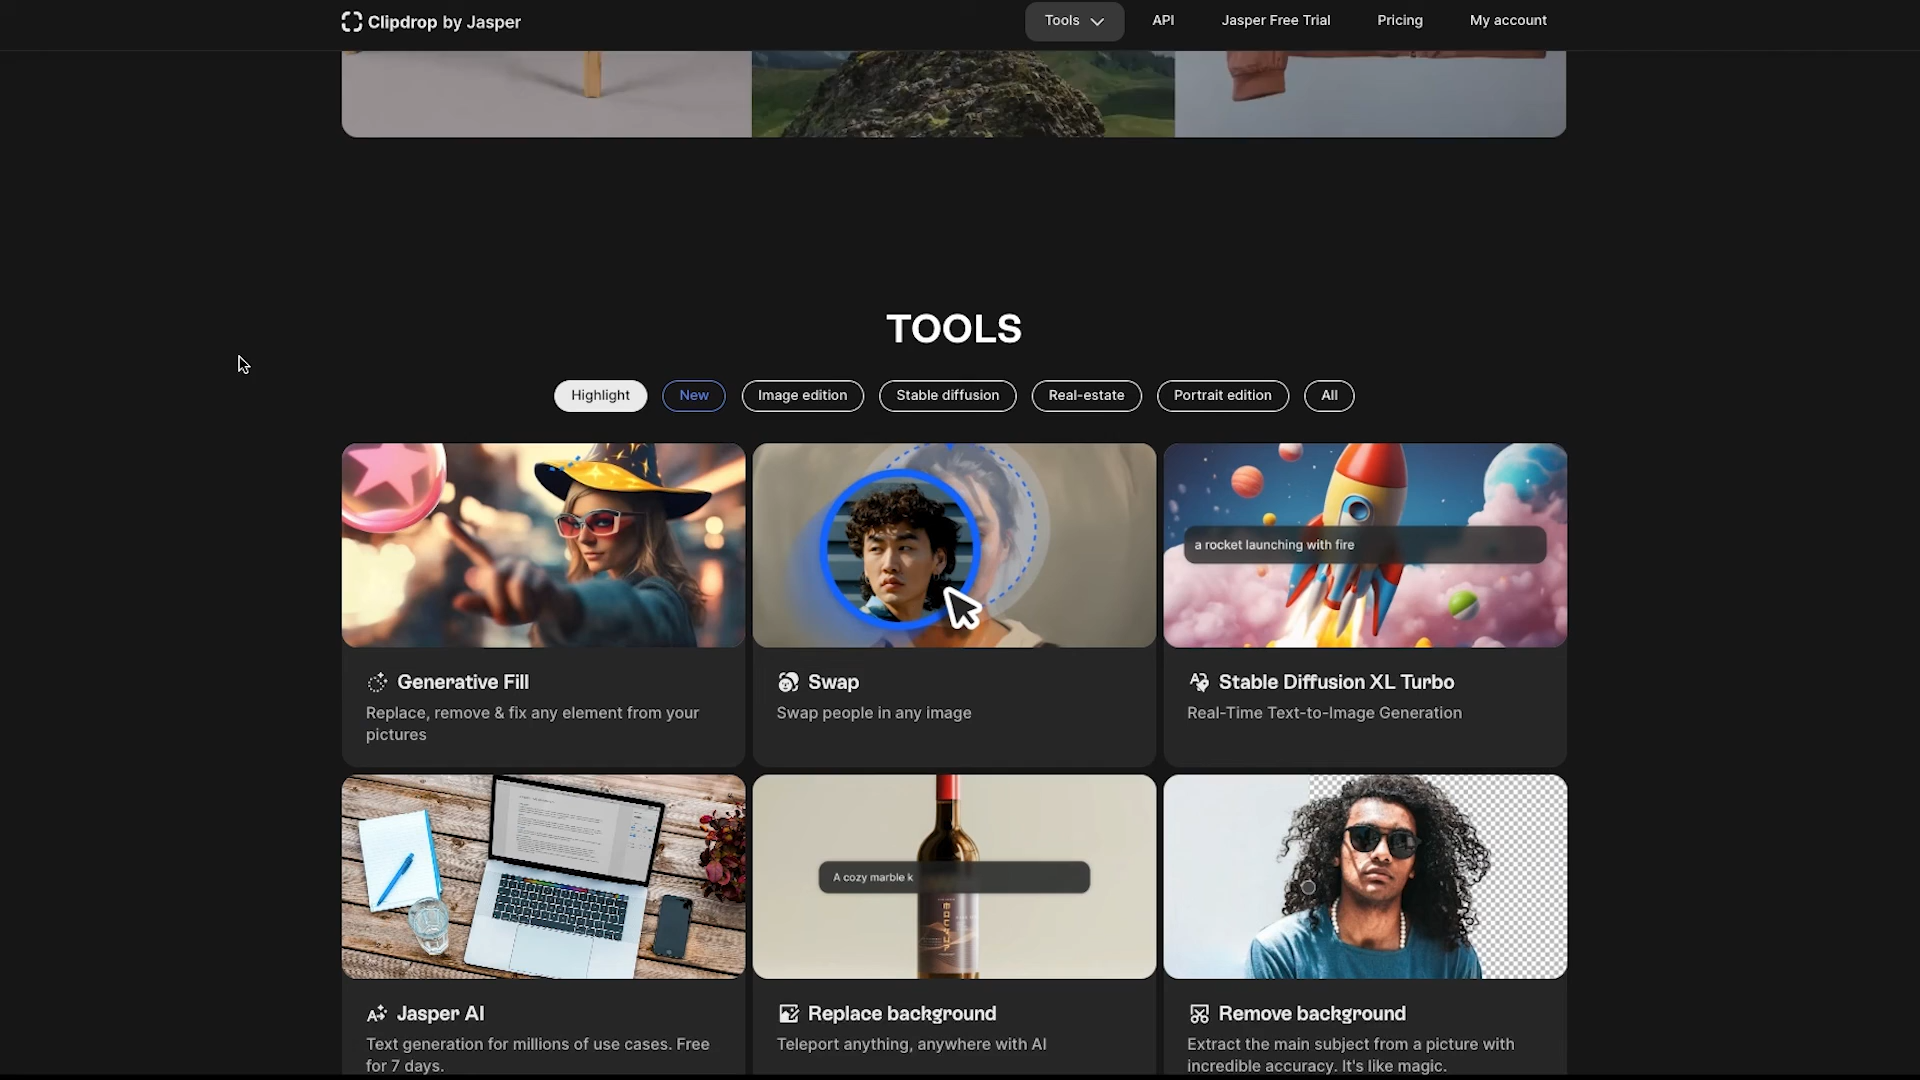 Clipdrop by Jasper
Tools
API
Jasper Free Trial
Pricing
My account
TOOLS
Highlight
New
Image edition
Stable diffusion
Real-estate
Portrait edition
All
a rocket launching with fire
Generative Fill
Replace, remove & fix any element from your
pictures
Swap
Swap people in any image
Stable Diffusion XL Turbo
Real-Time Text-to-Image Generation
A cozy marble k
Jasper AI
Text generation for millions of use cases. Free
for 7 days.
Replace background
Teleport anything, anywhere with AI
Remove background
Extract the main subject from a picture with
incredible accuracy. It's like magic.